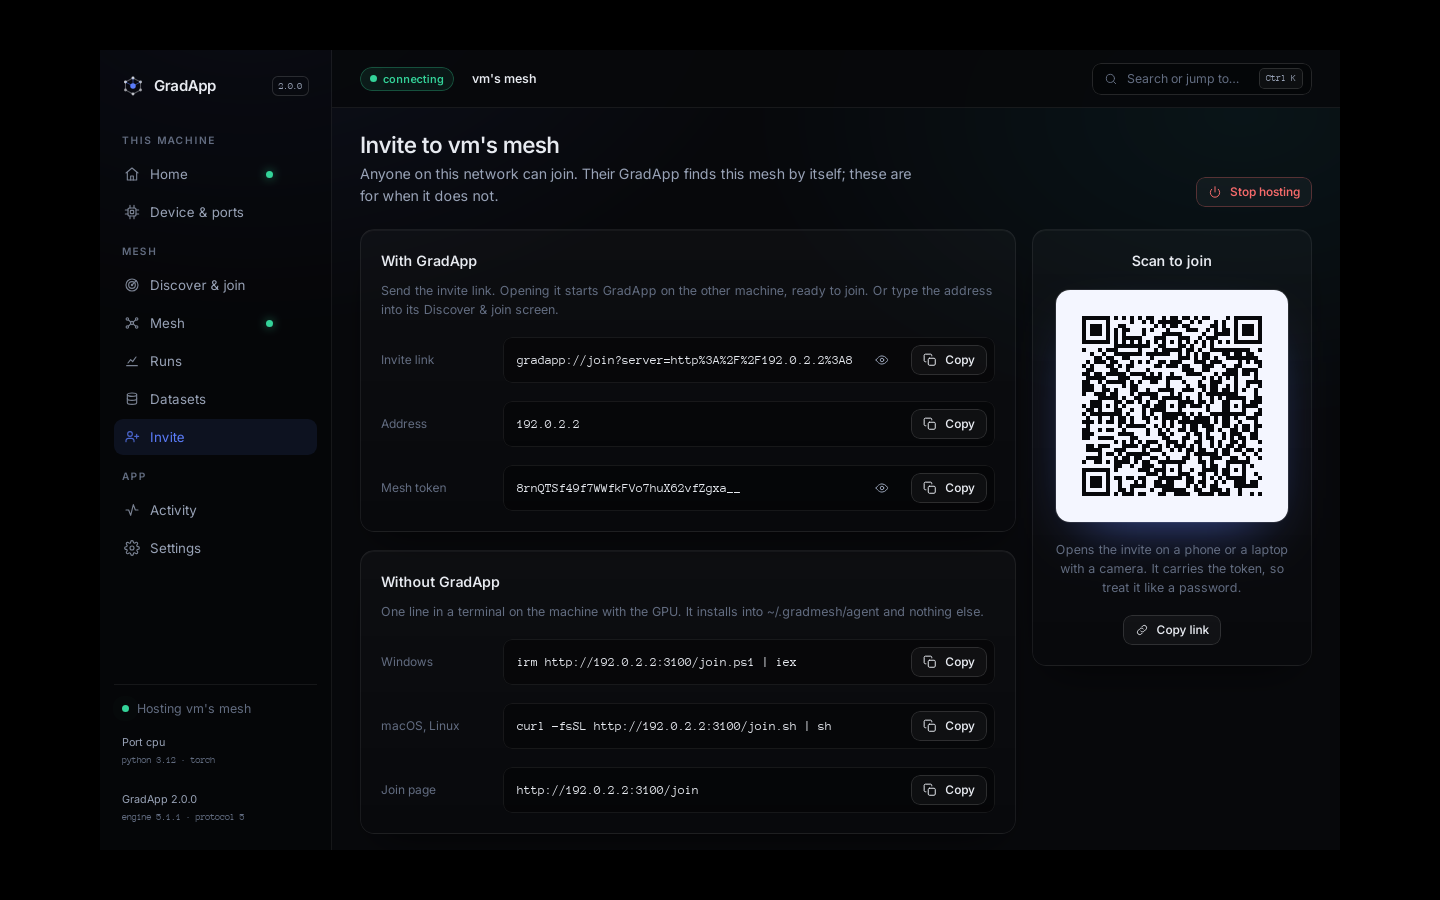 GradApp 2.0.0
THIS MACHINE
Home
Device & ports
MESH
Discover & join
Mesh
Runs
Datasets
Invite
APP
Activity
Settings
Hosting vm's mesh
Port cpu
python 3.12 · torch
GradApp 2.0.0
engine 5.1.1 · protocol 5
connecting vm's mesh
Search or jump to... Ctrl K
Invite to vm's mesh
Anyone on this network can join. Their GradApp finds this mesh by itself; these are
for when it does not.
Stop hosting
With GradApp
Send the invite link. Opening it starts GradApp on the other machine, ready to join. Or type the address
into its Discover & join screen.
Invite link gradapp://join?server=http%3A%2F%2F192.0.2.2%3A8 Copy
Address 192.0.2.2 Copy
Mesh token 8rnQTSf49f7WWfkFVo7huX62vfZgxa__ Copy
Without GradApp
One line in a terminal on the machine with the GPU. It installs into ~/.gradmesh/agent and nothing else.
Windows irm http://192.0.2.2:3100/join.ps1 | iex Copy
macOS, Linux curl -fsSL http://192.0.2.2:3100/join.sh | sh Copy
Join page http://192.0.2.2:3100/join Copy
Scan to join
Opens the invite on a phone or a laptop
with a camera. It carries the token, so
treat it like a password.
Copy link